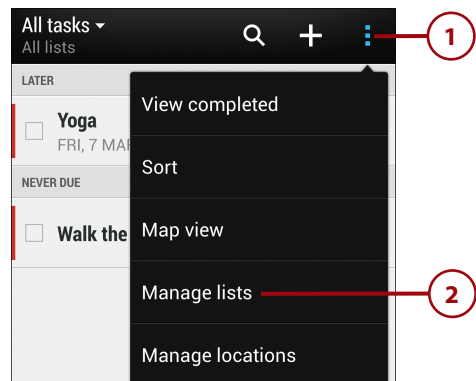 All tasks
All lists
1
LATER
View completed
Yoga
FRI, 7 MAR
Sort
NEVER DUE
Map view
Walk the
Manage lists
2
Manage locations